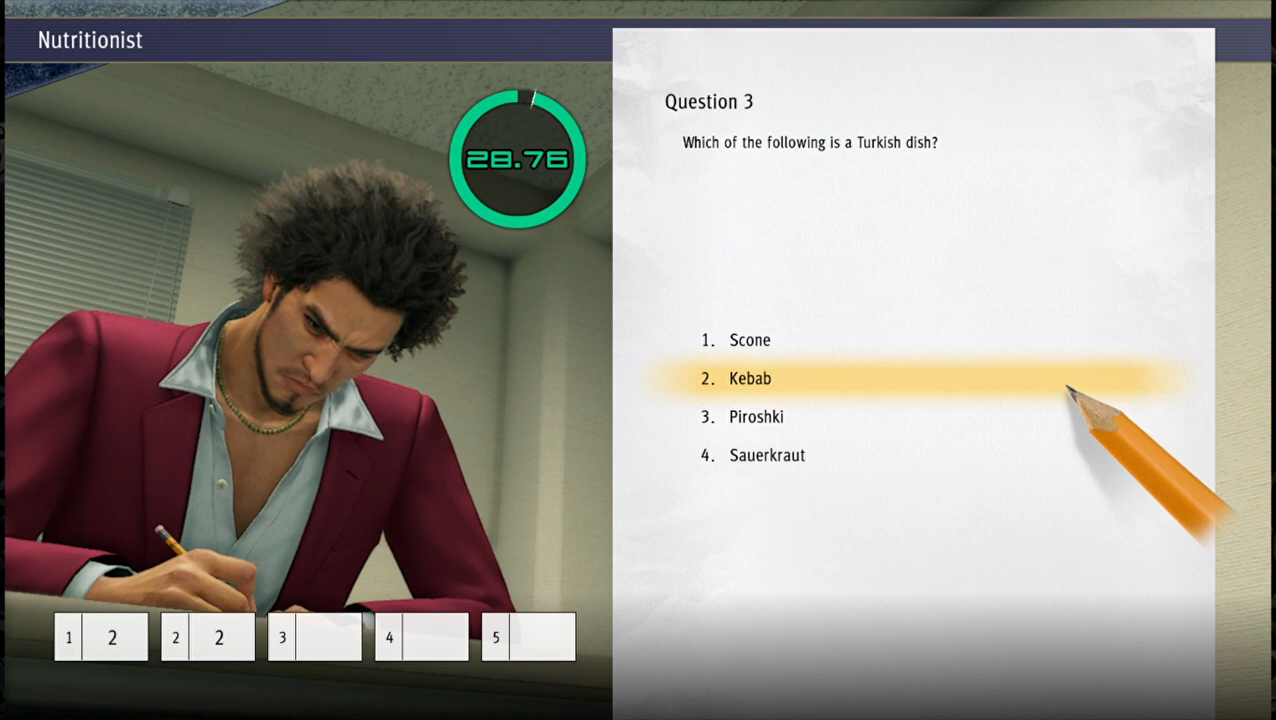 Nutritionist
28.76
Question 3
Which of the following is a Turkish dish?
1. Scone
2. Kebab
3. Piroshki
4. Sauerkraut
1 2 2 2 3 4 5